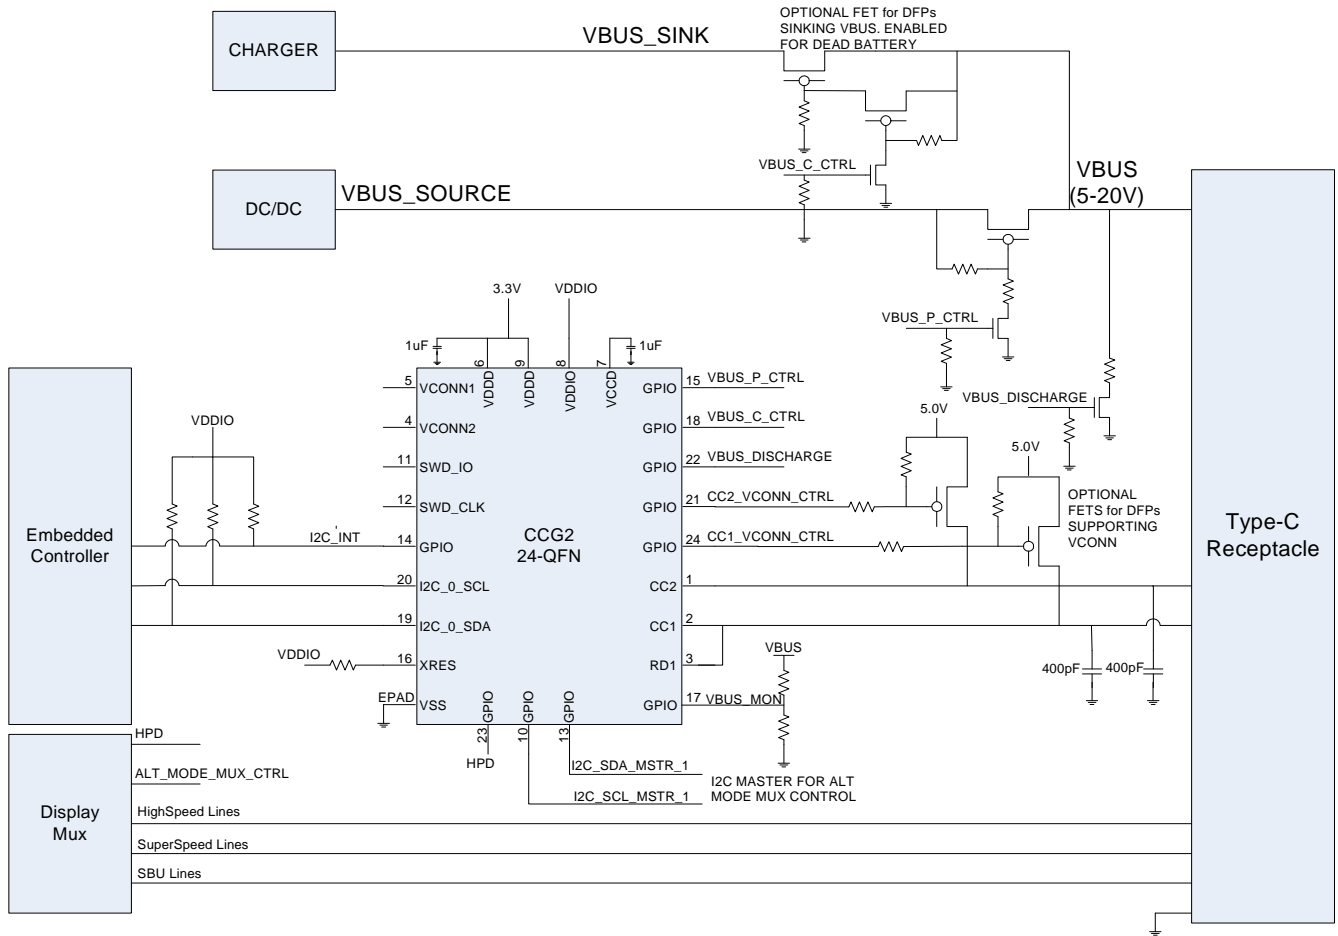 OPTIONAL FET for DFPs
SINKING VBUS. ENABLED
FOR DEAD BATTERY
CHARGER
VBUS_SINK
VBUS_C_CTRL
DC/DC
VBUS_SOURCE
VBUS
(5-20V)
VBUS_P_CTRL
VBUS_DISCHARGE
3.3V
VDDIO
1uF
1uF
6
9
8
7
VDDD
VDDD
VDDIO
VCCD
5
VCONN1
4
VCONN2
11
SWD_IO
12
SWD_CLK
14
GPIO
20
I2C_0_SCL
19
I2C_0_SDA
16
XRES
VSS
EPAD
CCG2
24-QFN
GPIO
15
VBUS_P_CTRL
GPIO
18
VBUS_C_CTRL
GPIO
22
VBUS_DISCHARGE
GPIO
21
CC2_VCONN_CTRL
GPIO
24
CC1_VCONN_CTRL
CC2
1
CC1
2
RD1
3
GPIO
17
VBUS_MON
VBUS
5.0V
5.0V
OPTIONAL
FETS for DFPs
SUPPORTING
VCONN
400pF
400pF
Type-C
Receptacle
VDDIO
I2C_INT
Embedded
Controller
VDDIO
GPIO
GPIO
GPIO
23
10
13
HPD
I2C_SDA_MSTR_1
I2C_SCL_MSTR_1
I2C MASTER FOR ALT
MODE MUX CONTROL
Display
Mux
HPD
ALT_MODE_MUX_CTRL
HighSpeed Lines
SuperSpeed Lines
SBU Lines